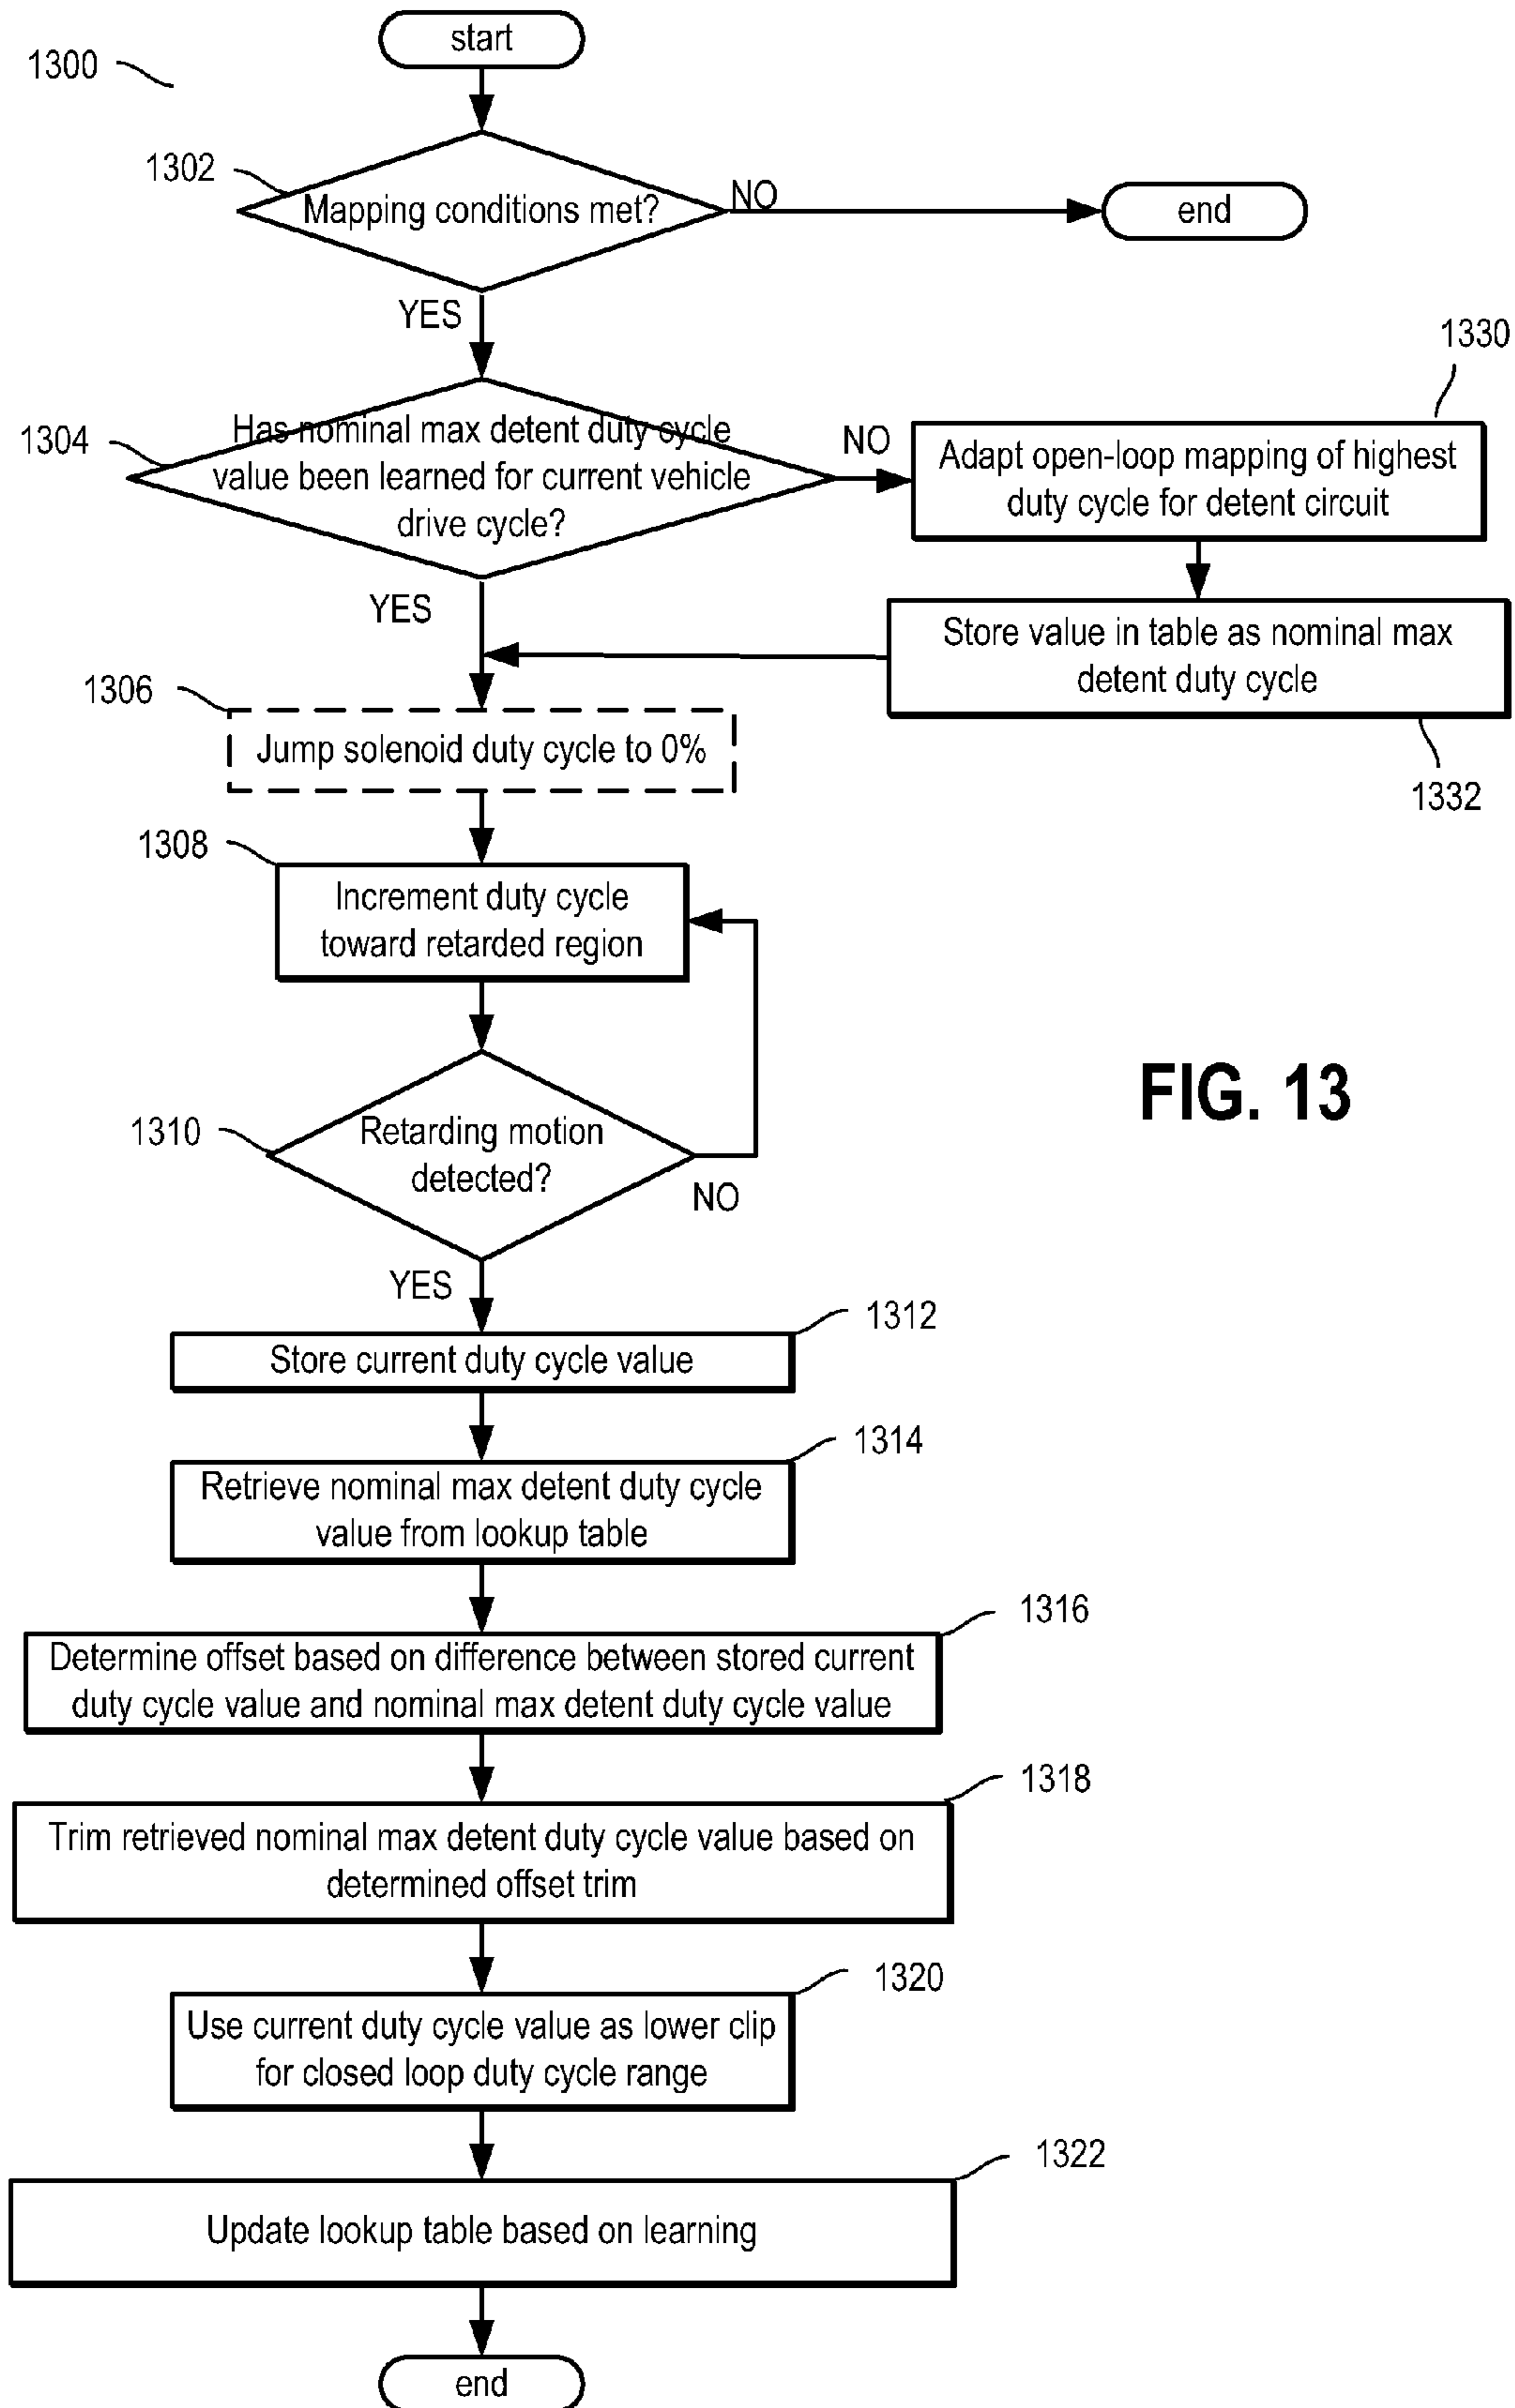 start
1300
1302
Mapping conditions met?
NO
end
YES
1330
1304
Has nominal max detent duty cycle
value been learned for current vehicle
drive cycle?
NO
Adapt open-loop mapping of highest
duty cycle for detent circuit
YES
Store value in table as nominal max
detent duty cycle
1332
1306
Jump solenoid duty cycle to 0%
1308
Increment duty cycle
toward retarded region
FIG. 13
1310
Retarding motion
detected?
NO
YES
1312
Store current duty cycle value
1314
Retrieve nominal max detent duty cycle
value from lookup table
1316
Determine offset based on difference between stored current
duty cycle value and nominal max detent duty cycle value
1318
Trim retrieved nominal max detent duty cycle value based on
determined offset trim
1320
Use current duty cycle value as lower clip
for closed loop duty cycle range
1322
Update lookup table based on learning
end